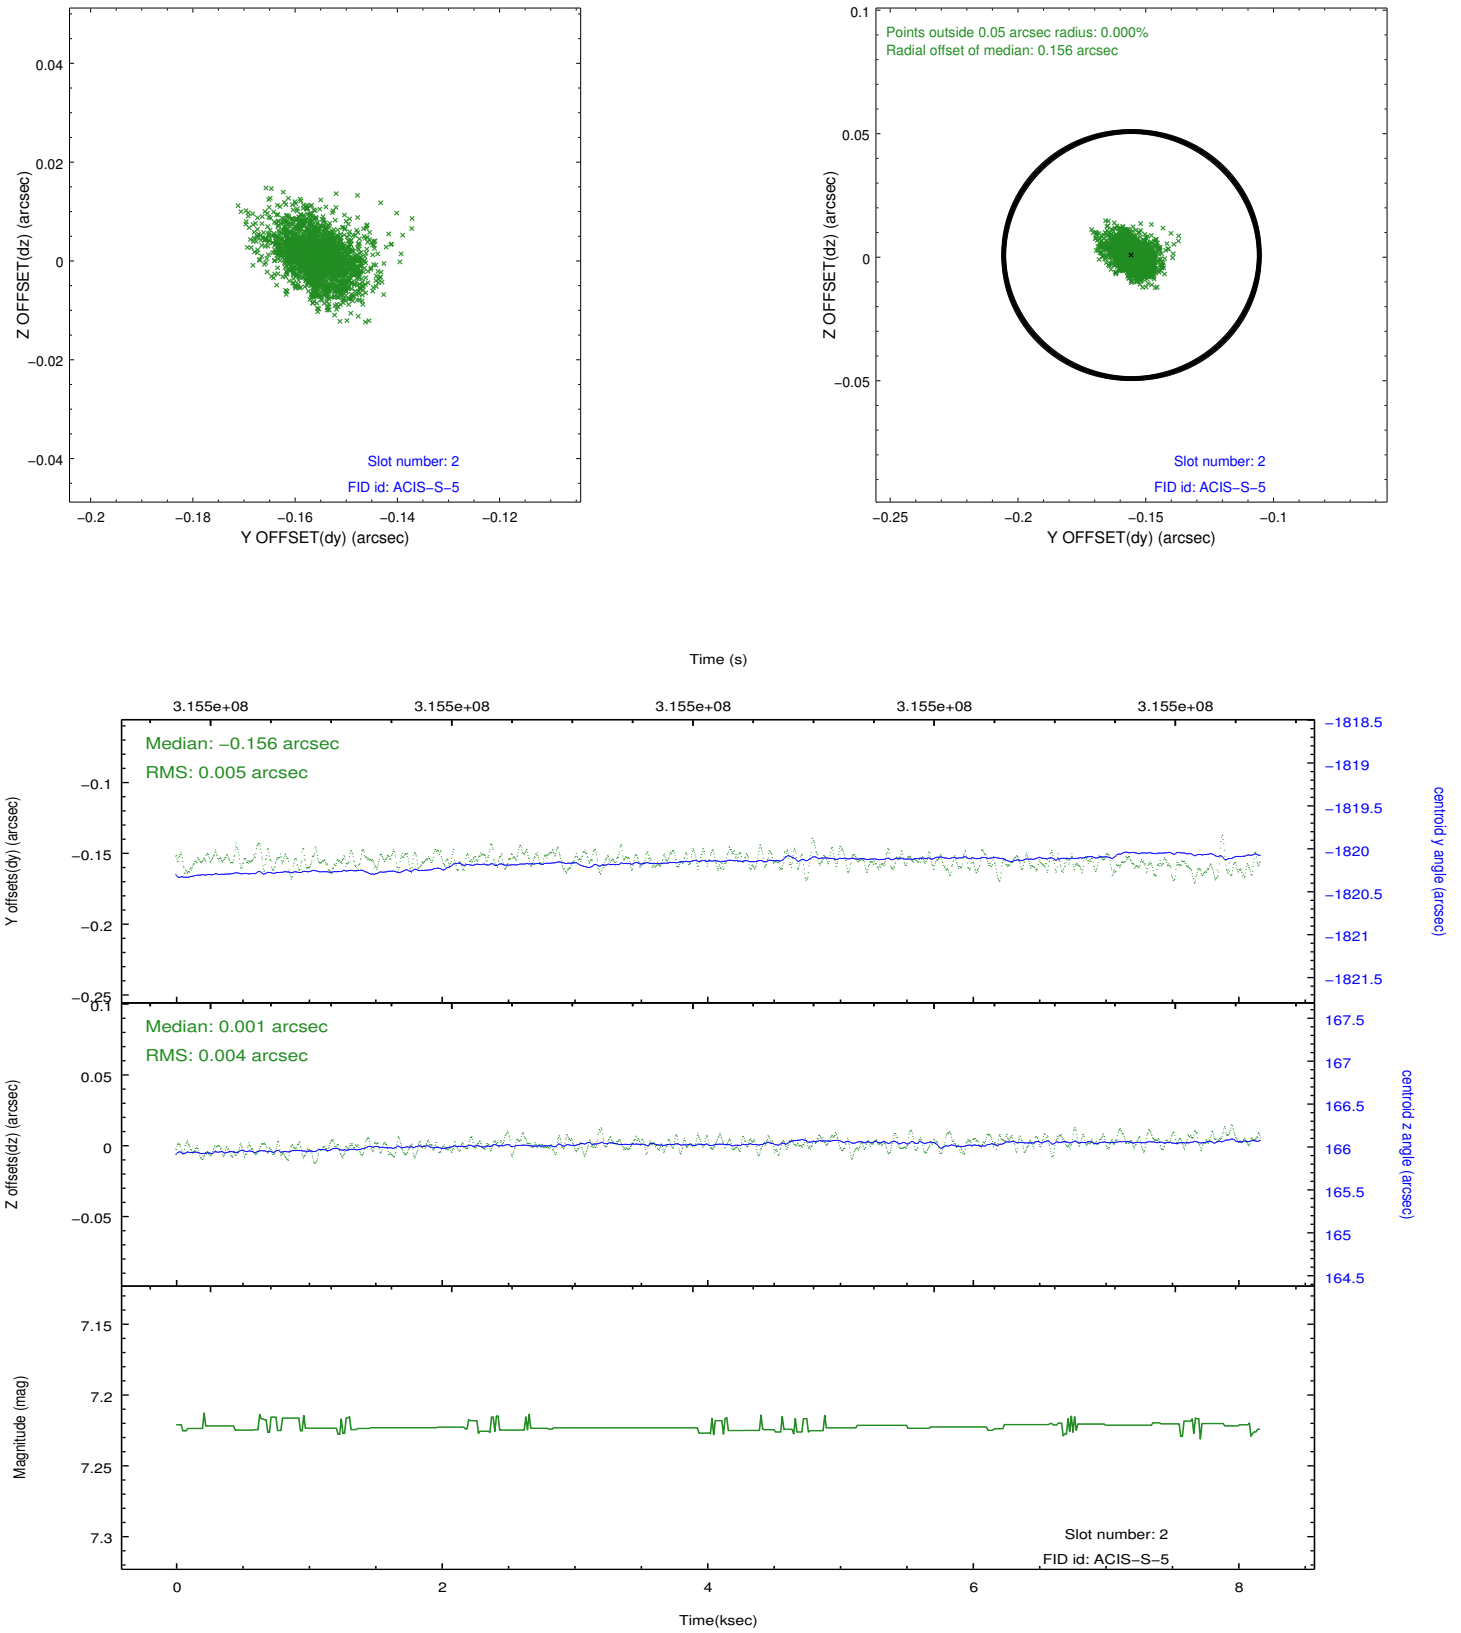 0.04
0.02
0
−0.02
−0.04
Z OFFSET(dz) (arcsec)
Slot number: 2
FID id: ACIS−S−5
−0.2 −0.18 −0.16 −0.14 −0.12
Y OFFSET(dy) (arcsec)
Points outside 0.05 arcsec radius: 0.000%
Radial offset of median: 0.156 arcsec
0.1
0.05
0
−0.05
Z OFFSET(dz) (arcsec)
Slot number: 2
FID id: ACIS−S−5
−0.25 −0.2 −0.15 −0.1
Y OFFSET(dy) (arcsec)
Time (s)
3.155e+08 3.155e+08 3.155e+08 3.155e+08 3.155e+08
Median: −0.156 arcsec
RMS: 0.005 arcsec
−0.1
−0.15
−0.2
−0.25
Y offsets(dy) (arcsec)
−1818.5
−1819
−1819.5
−1820
−1820.5
−1821
−1821.5
centroid y angle (arcsec)
Median: 0.001 arcsec
RMS: 0.004 arcsec
0.1
0.05
0
−0.05
Z offsets(dz) (arcsec)
167.5
167
166.5
166
165.5
165
164.5
centroid z angle (arcsec)
7.15
7.2
7.25
7.3
Magnitude (mag)
Slot number: 2
FID id: ACIS−S−5
0 2 4 6 8
Time(ksec)